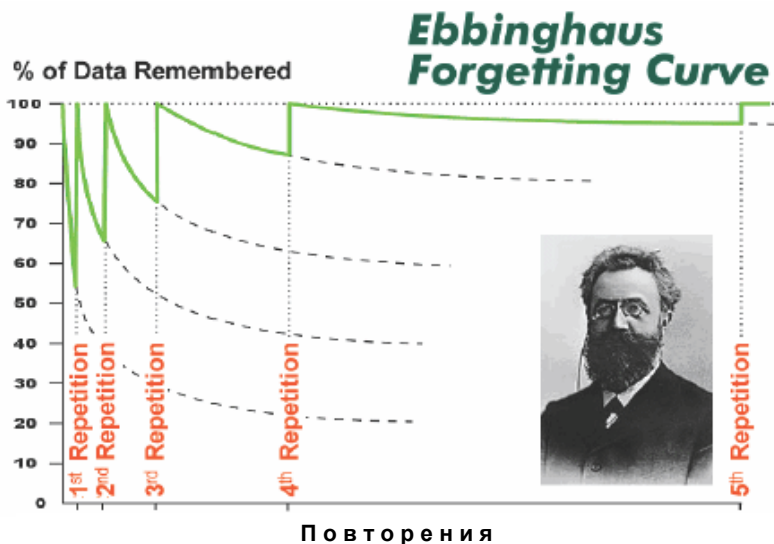 Ebbinghaus
Forgetting Curve
% of Data Remembered
100
90
80
70
60
50
40
30
20
10
0
1st Repetition
2nd Repetition
3rd Repetition
4th Repetition
5th Repetition
Повторения